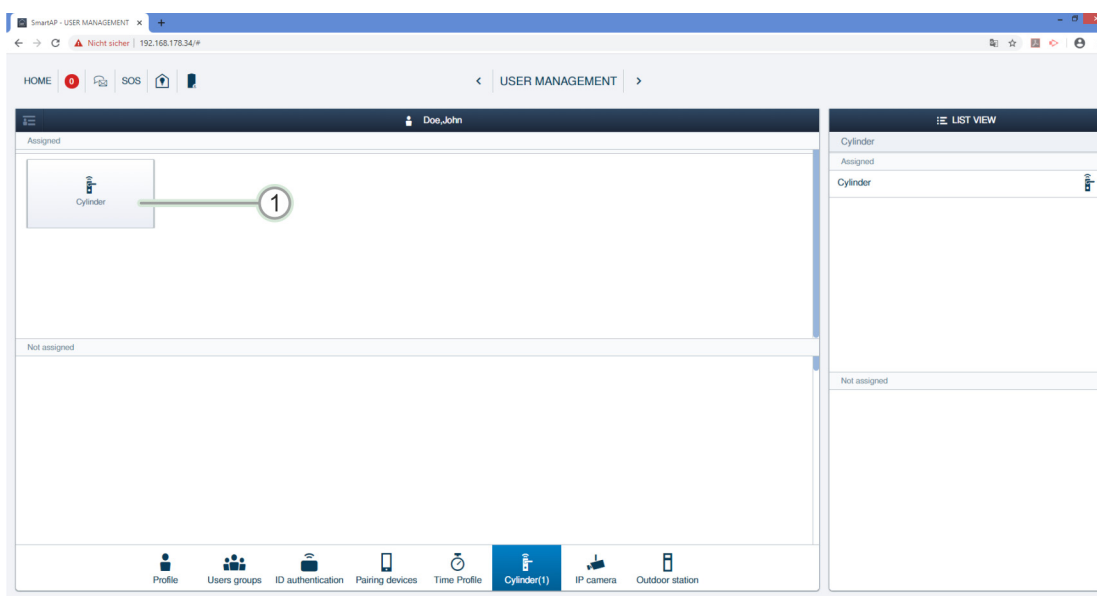 SmartAP - USER MANAGEMENT
Nicht sicher | 192.168.178.34/#
HOME 0 SOS < USER MANAGEMENT >
Doe,John
LIST VIEW
Assigned
Cylinder
Assigned
Cylinder
Cylinder
1
Not assigned
Not assigned
Profile Users groups ID authentication Pairing devices Time Profile Cylinder(1) IP camera Outdoor station